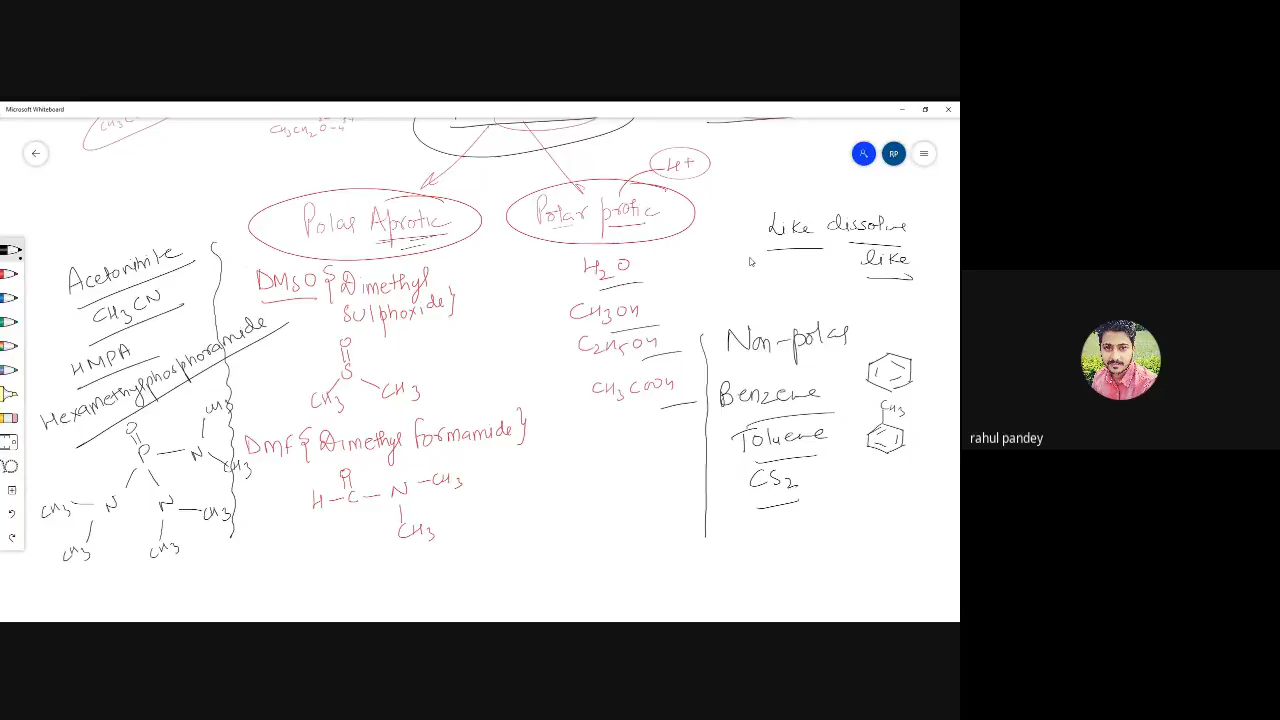 Microsoft Whiteboard
CH3CH2O
RP
H+
Polar Aprotic
Polar protic
Like dissolve
like
Acetonitrile
CH3CN
HMPA
Hexamethylphosphoramide
O
P
N
CH3
CH3
CH3
N
N
CH3
CH3
CH3
DMSO {Dimethyl
Sulphoxide}
O
S
CH3
CH3
DMF {Dimethyl formamide}
O
H-C-N-CH3
CH3
H2O
CH3OH
C2H5OH
CH3COOH
Non-polar
Benzene
CH3
Toluene
CS2
rahul pandey